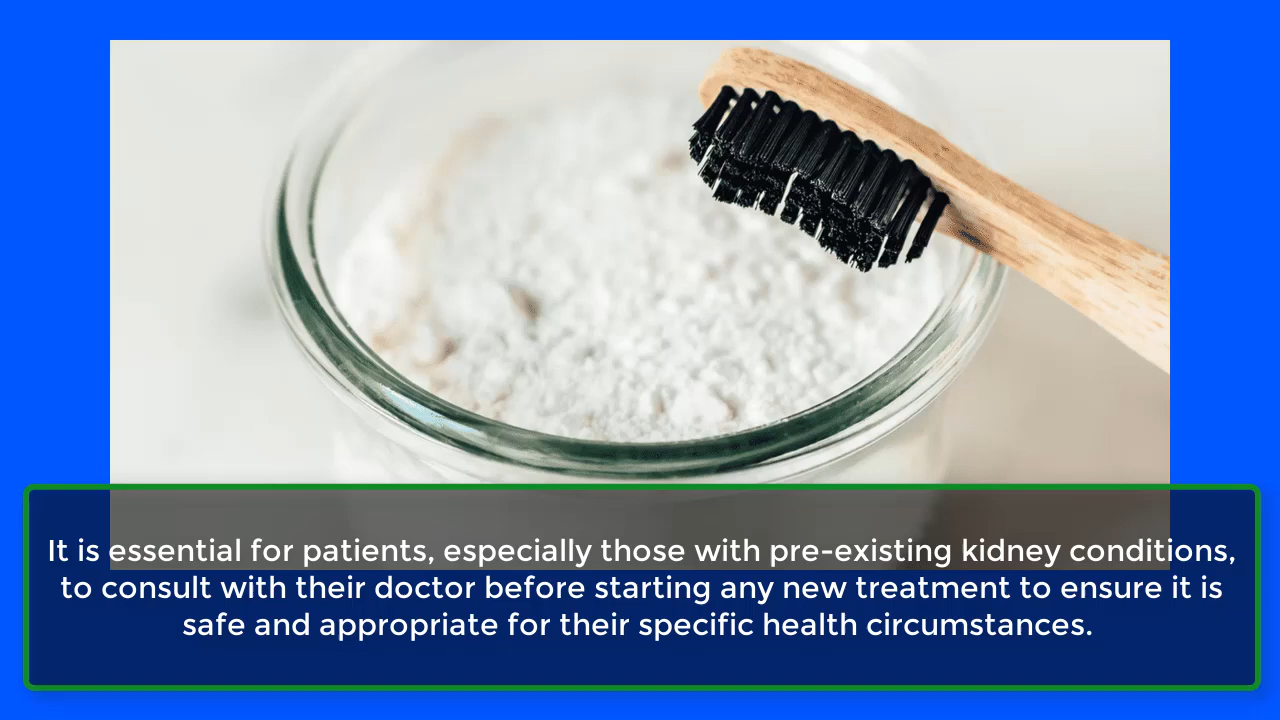 It is essential for patients, especially those with pre-existing kidney conditions,
to consult with their doctor before starting any new treatment to ensure it is
safe and appropriate for their specific health circumstances.